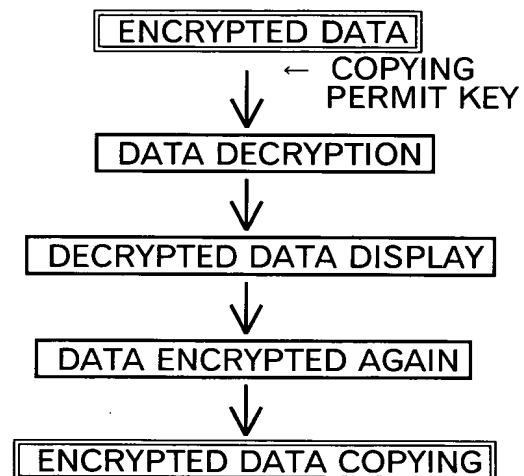 ENCRYPTED DATA
← COPYING
PERMIT KEY
DATA DECRYPTION
DECRYPTED DATA DISPLAY
DATA ENCRYPTED AGAIN
ENCRYPTED DATA COPYING